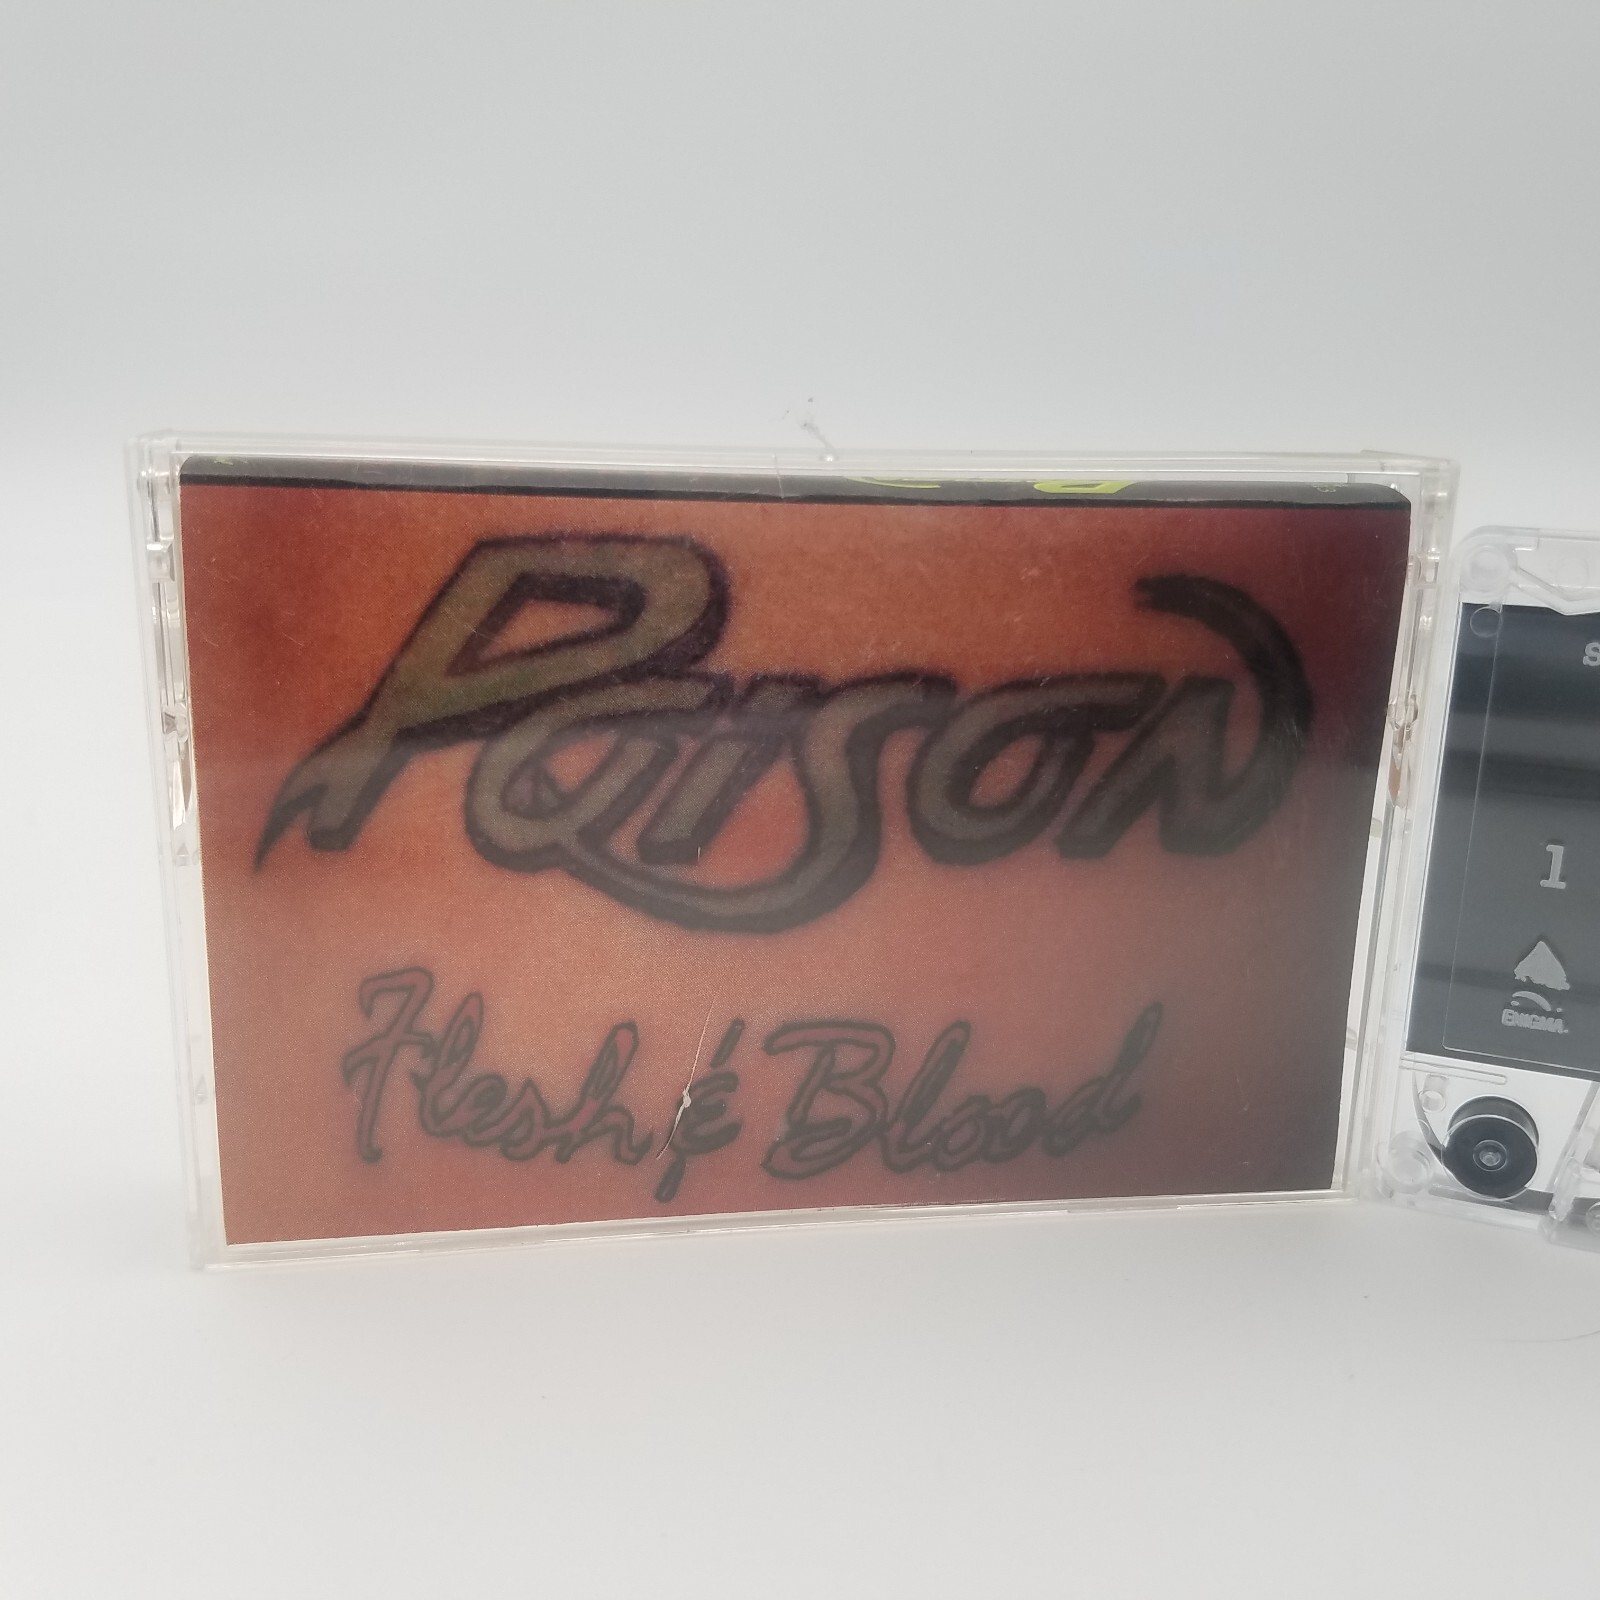 Poison
Flesh & Blood
1
ENIGMA